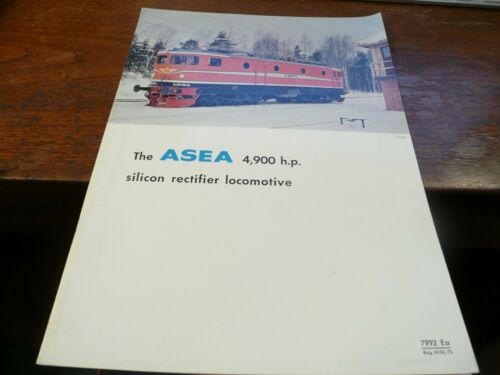 The ASEA 4,900 h.p.
silicon rectifier locomotive
7992 Ea